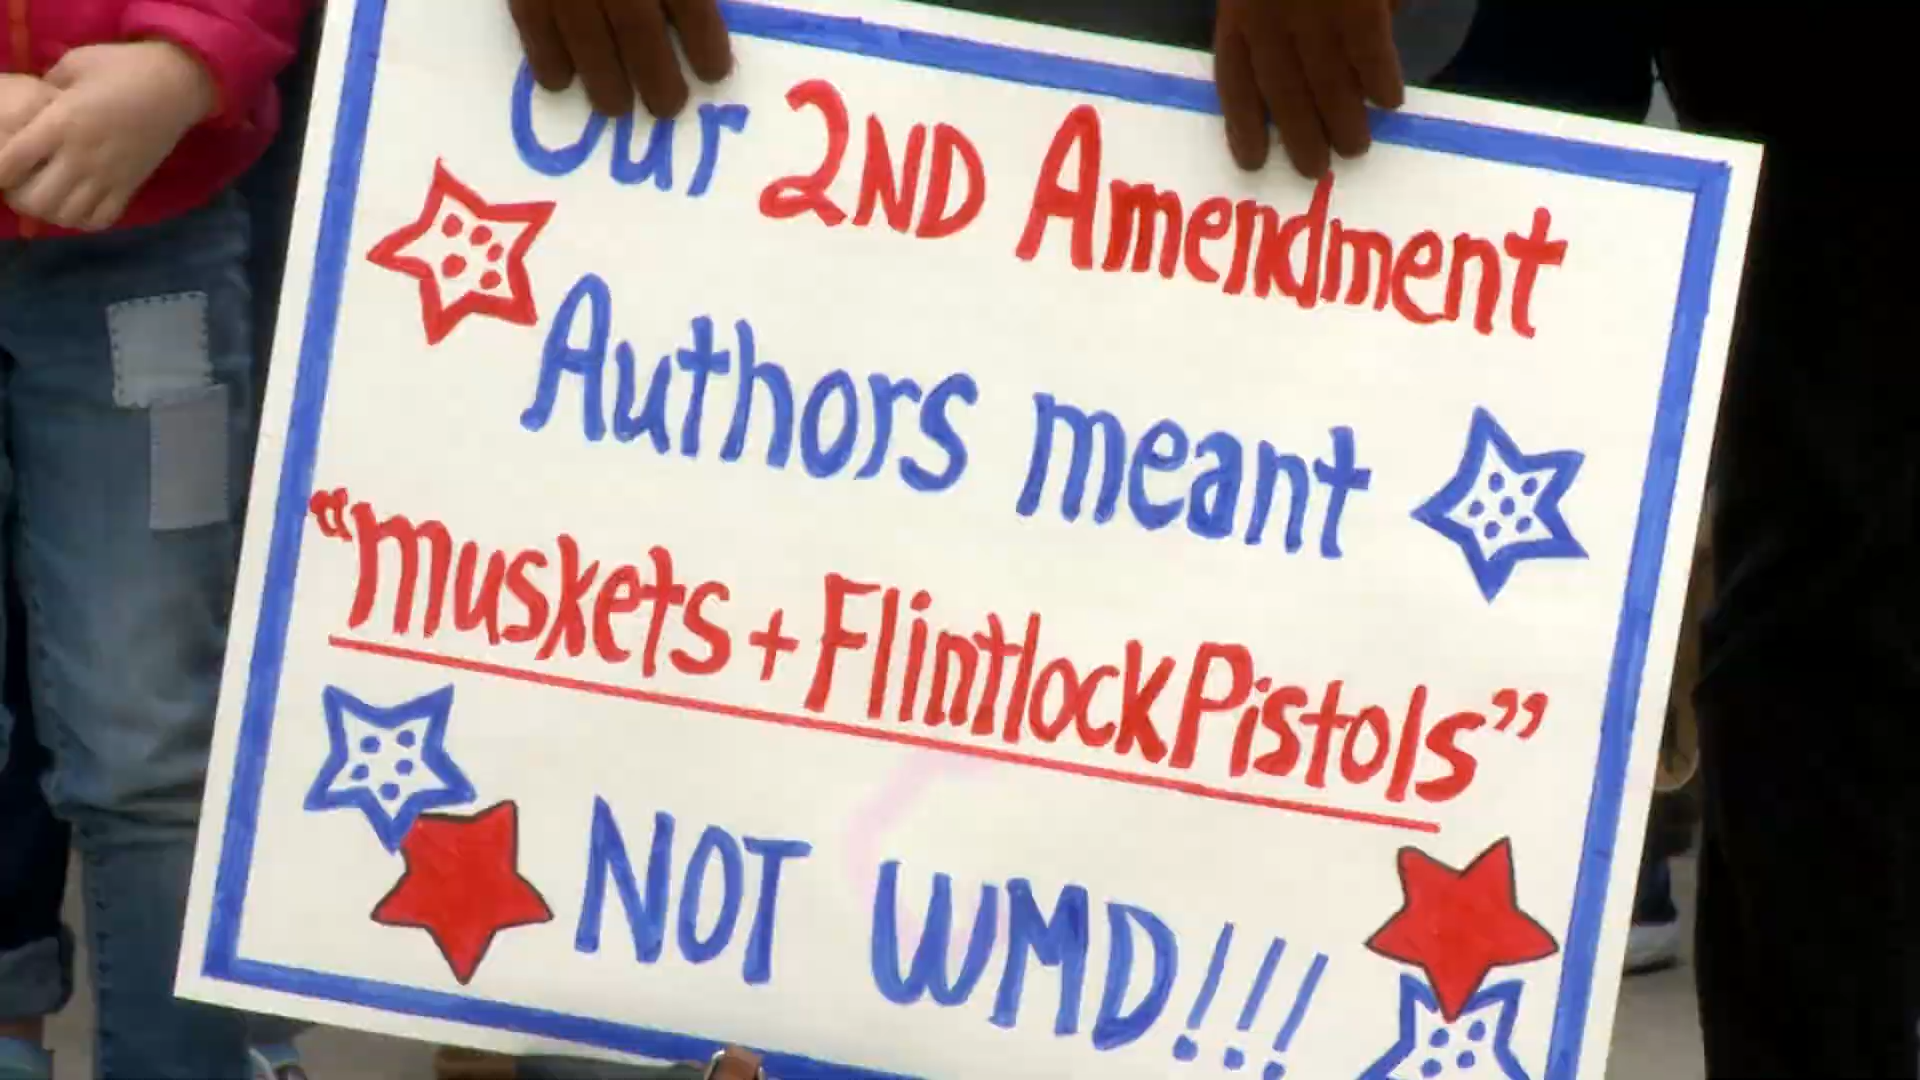 Our 2ND Amendment
Authors meant
“Muskets + Flintlock Pistols”
NOT WMD!!!